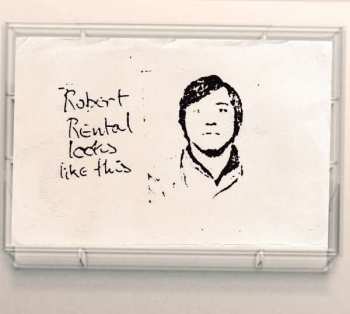 Robert
Rental
looks
like this